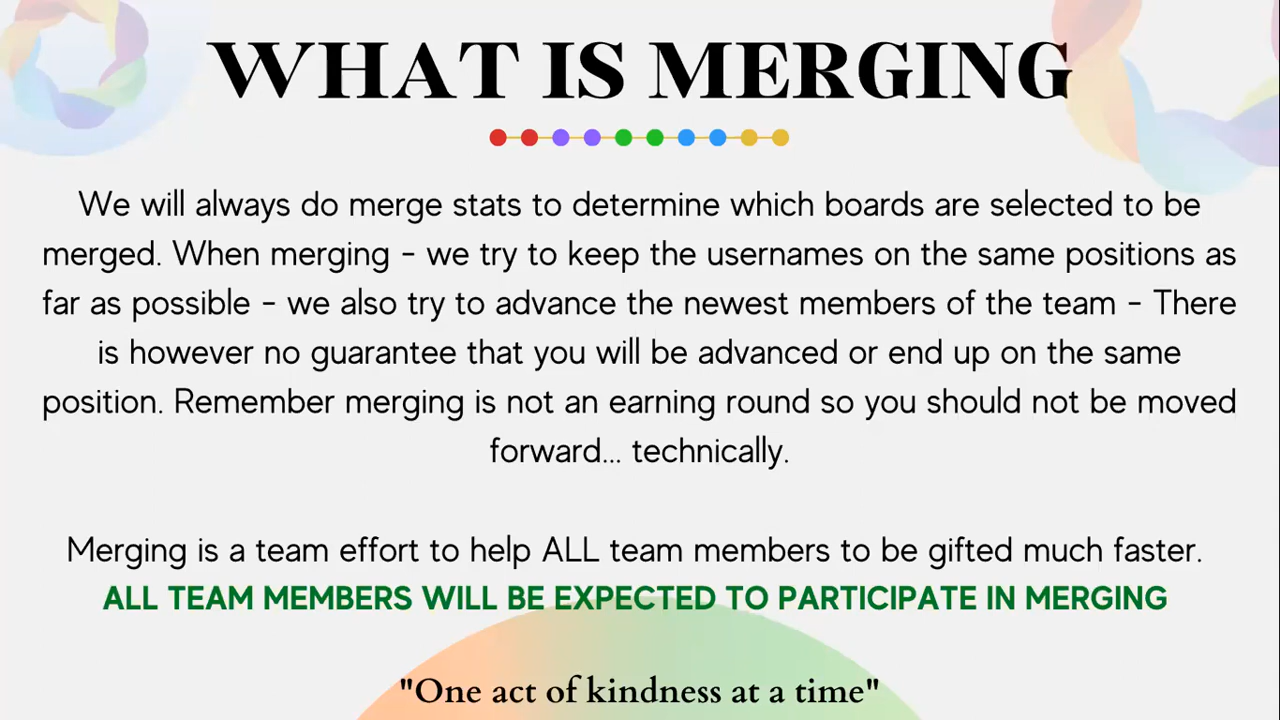 WHAT IS MERGING
We will always do merge stats to determine which boards are selected to be
merged. When merging - we try to keep the usernames on the same positions as
far as possible - we also try to advance the newest members of the team - There
is however no guarantee that you will be advanced or end up on the same
position. Remember merging is not an earning round so you should not be moved
forward... technically.
Merging is a team effort to help ALL team members to be gifted much faster.
ALL TEAM MEMBERS WILL BE EXPECTED TO PARTICIPATE IN MERGING
"One act of kindness at a time"